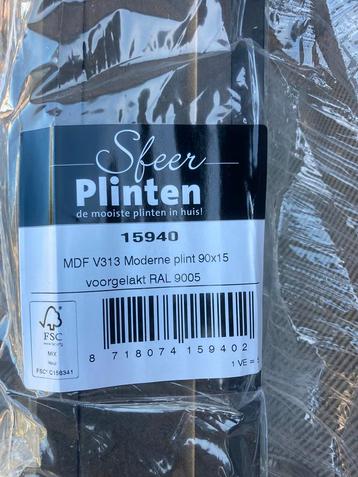 Sfeer
Plinten
de mooiste plinten in huis!
15940
MDF V313 Moderne plint 90x15
voorgelakt RAL 9005
FSC
MIX
FSC® C156341
8 718074 159402
1 VE =